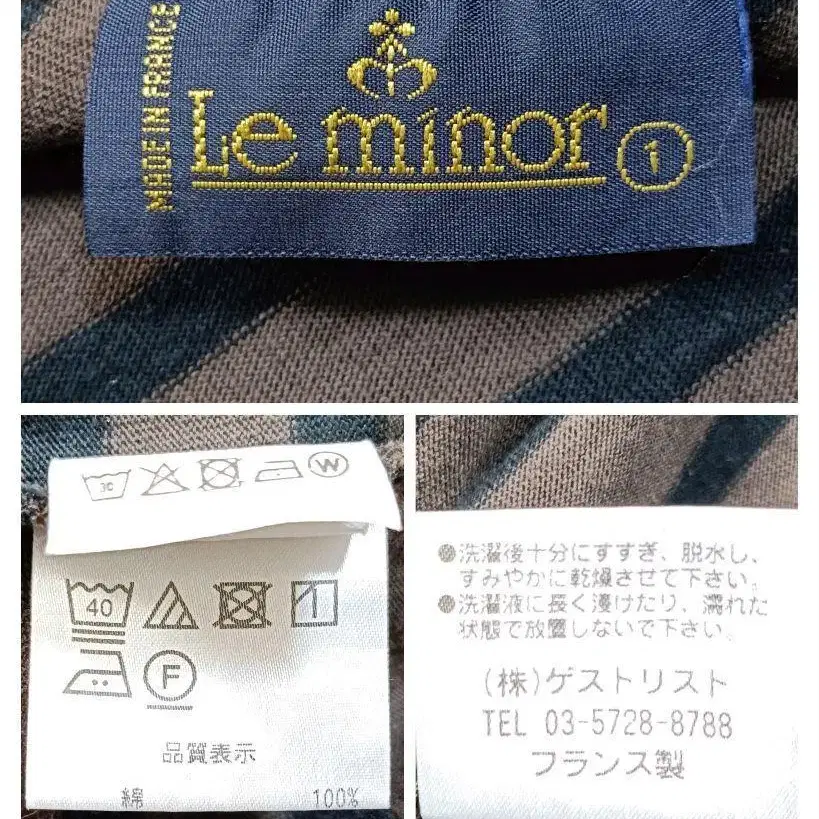 MADE IN FRANCE
Le minor 1
30
W
40
F
品質表示
綿 100%
●洗濯後十分にすすぎ、脱水し、
すみやかに乾燥させて下さい。
●洗濯液に長く浸けたり、濡れた
状態で放置しないで下さい。
(株)ゲストリスト
TEL 03-5728-8788
フランス製